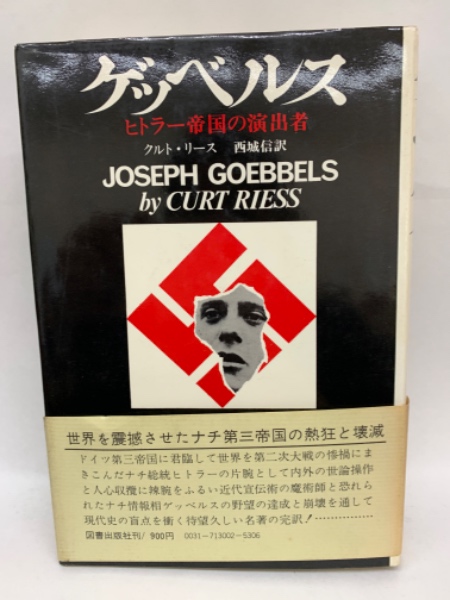 ゲッベルス
ヒトラー帝国の演出者
クルト・リース 西城信訳
JOSEPH GOEBBELS
by CURT RIESS
世界を震撼させたナチ第三帝国の熱狂と壊滅
ドイツ第三帝国に君臨して世界を第二次大戦の惨禍にま
きこんだナチ総統ヒトラーの片腕として内外の世論操作
と人心収攬に辣腕をふるい近代宣伝術の魔術師と恐れら
れたナチ情報相ゲッベルスの野望の達成と崩壊を通して
現代史の盲点を衝く待望久しい名著の完訳!……………
図書出版社刊/900円 0031-713002-5306